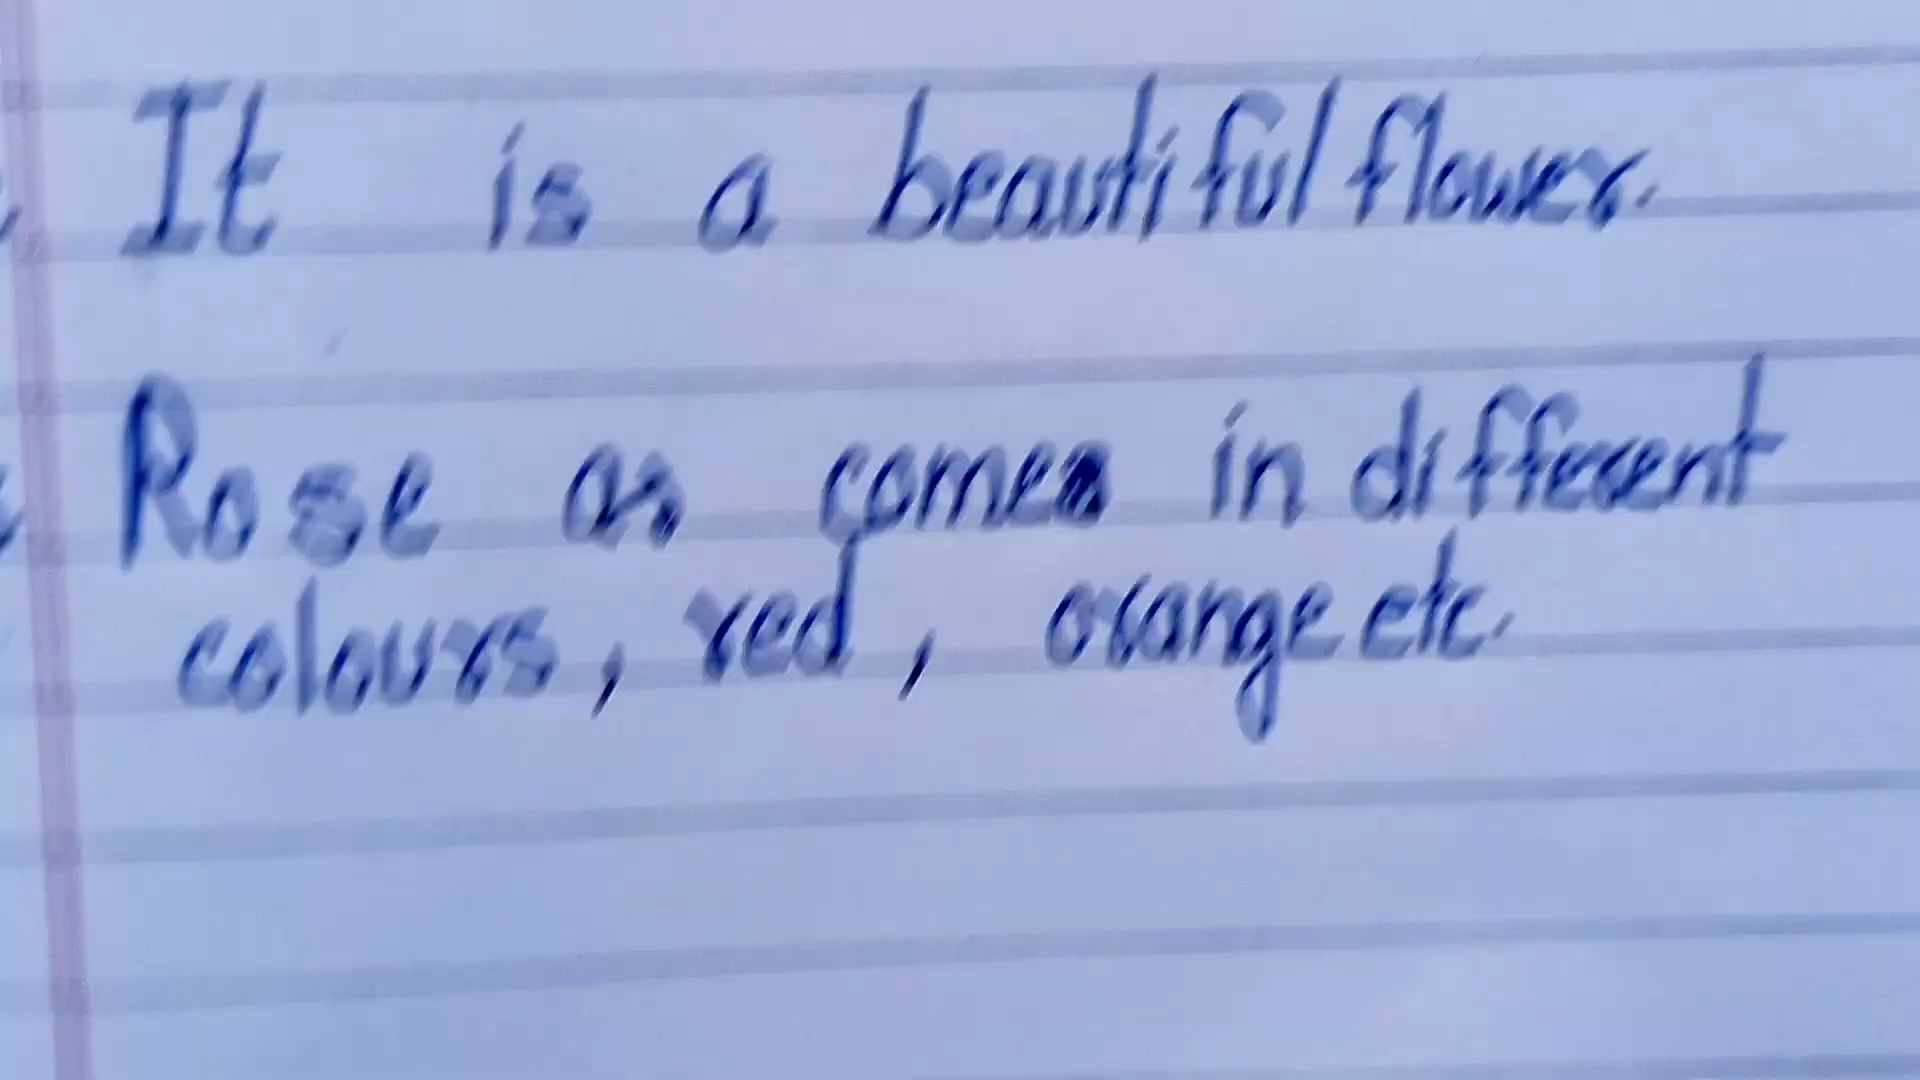 It is a beautiful flower.
Rose as comes in different
colours, red, orange etc.